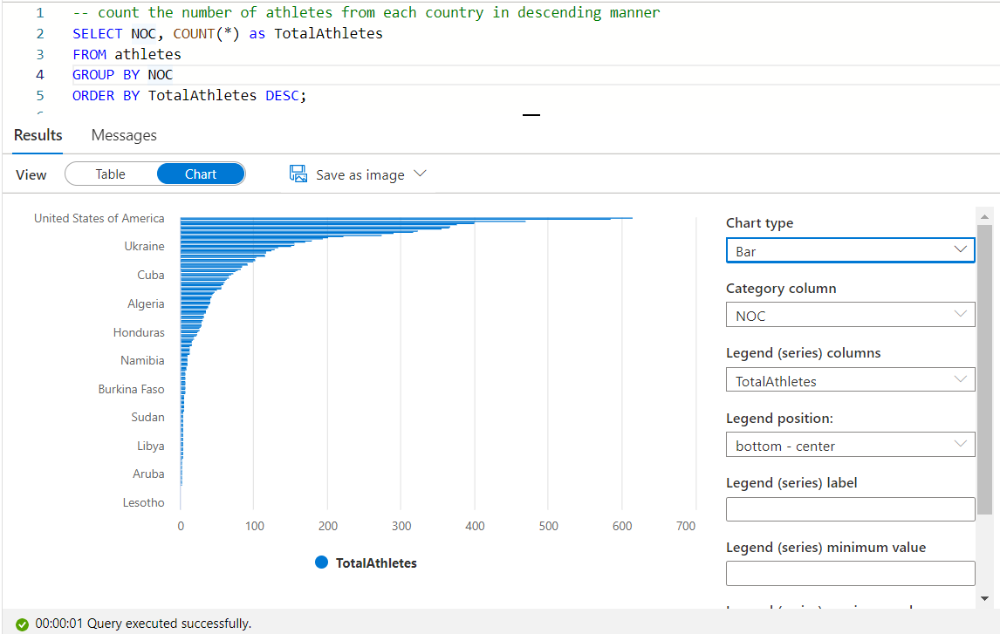 1 -- count the number of athletes from each country in descending manner
2 SELECT NOC, COUNT(*) as TotalAthletes
3 FROM athletes
4 GROUP BY NOC
5 ORDER BY TotalAthletes DESC;
Results Messages
View Table Chart Save as image
United States of America
Ukraine
Cuba
Algeria
Honduras
Namibia
Burkina Faso
Sudan
Libya
Aruba
Lesotho
0 100 200 300 400 500 600 700
TotalAthletes
Chart type
Bar
Category column
NOC
Legend (series) columns
TotalAthletes
Legend position:
bottom - center
Legend (series) label
Legend (series) minimum value
00:00:01 Query executed successfully.